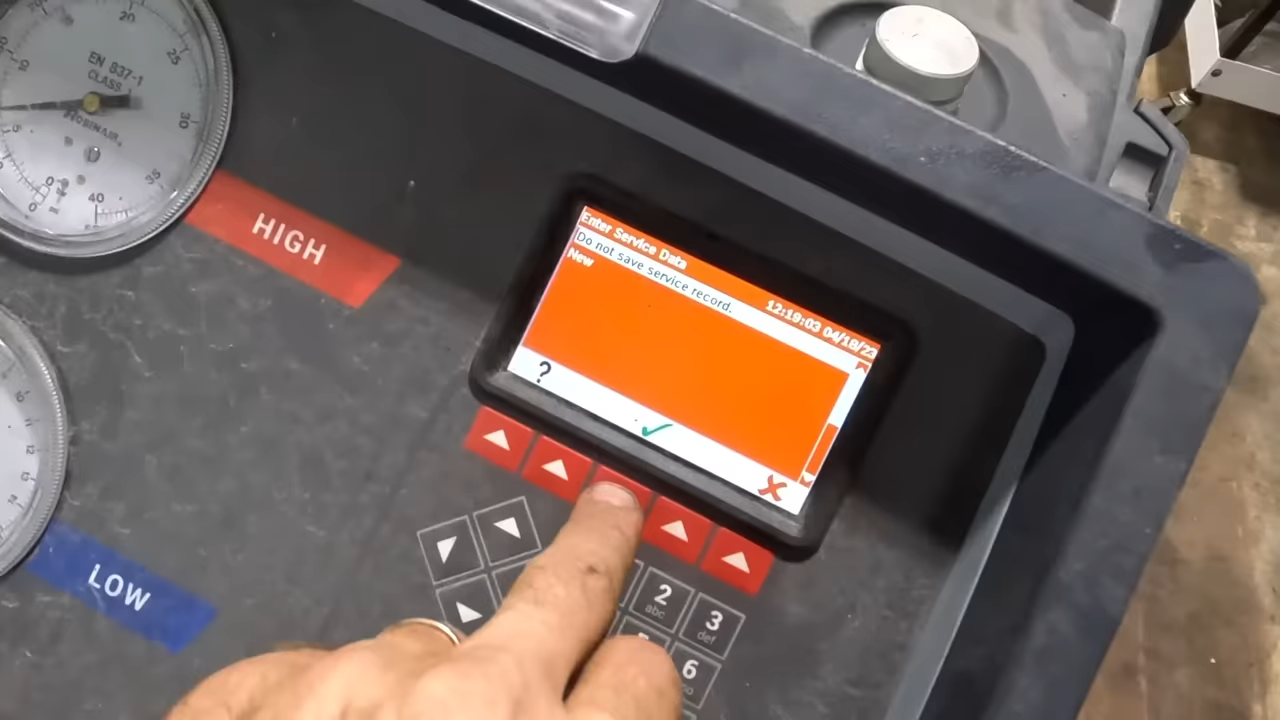 20
25
30
35
40
EN 837-1
CLASS
ROBINAIR
HIGH
LOW
Enter Service Data
12:19:03 04/18/23
Do not save service record.
New
?
2
abc
3
def
6